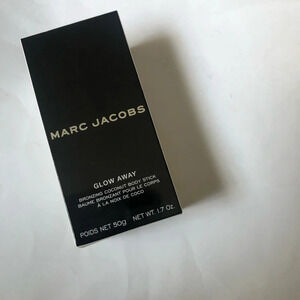 MARC JACOBS
GLOW AWAY
BRONZING COCONUT BODY STICK
BAUME BRONZANT POUR LE CORPS
À LA NOIX DE COCO
POIDS NET 50g NET WT. 1.7 Oz.